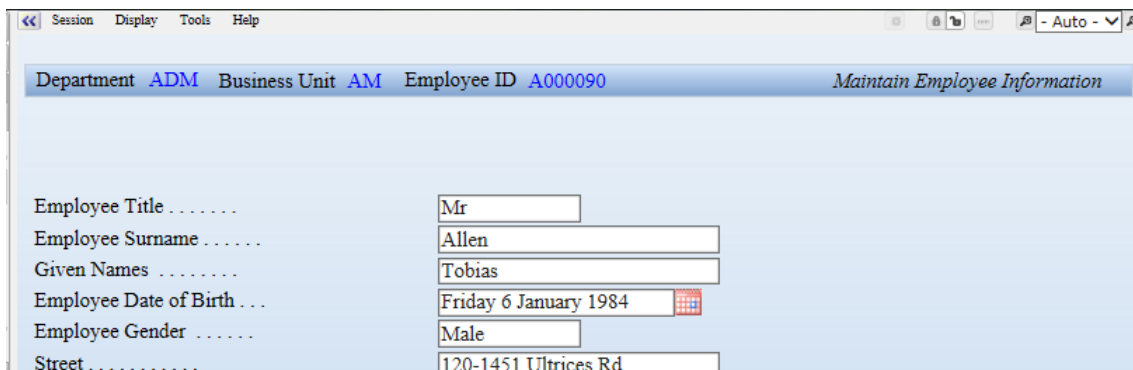 Session Display Tools Help - Auto -
Department ADM Business Unit AM Employee ID A000090 Maintain Employee Information
Employee Title . . . . . . . Mr
Employee Surname . . . . . . Allen
Given Names . . . . . . . . Tobias
Employee Date of Birth . . . Friday 6 January 1984
Employee Gender . . . . . . Male
Street . . . . . . . . . . . 120-1451 Ultrices Rd